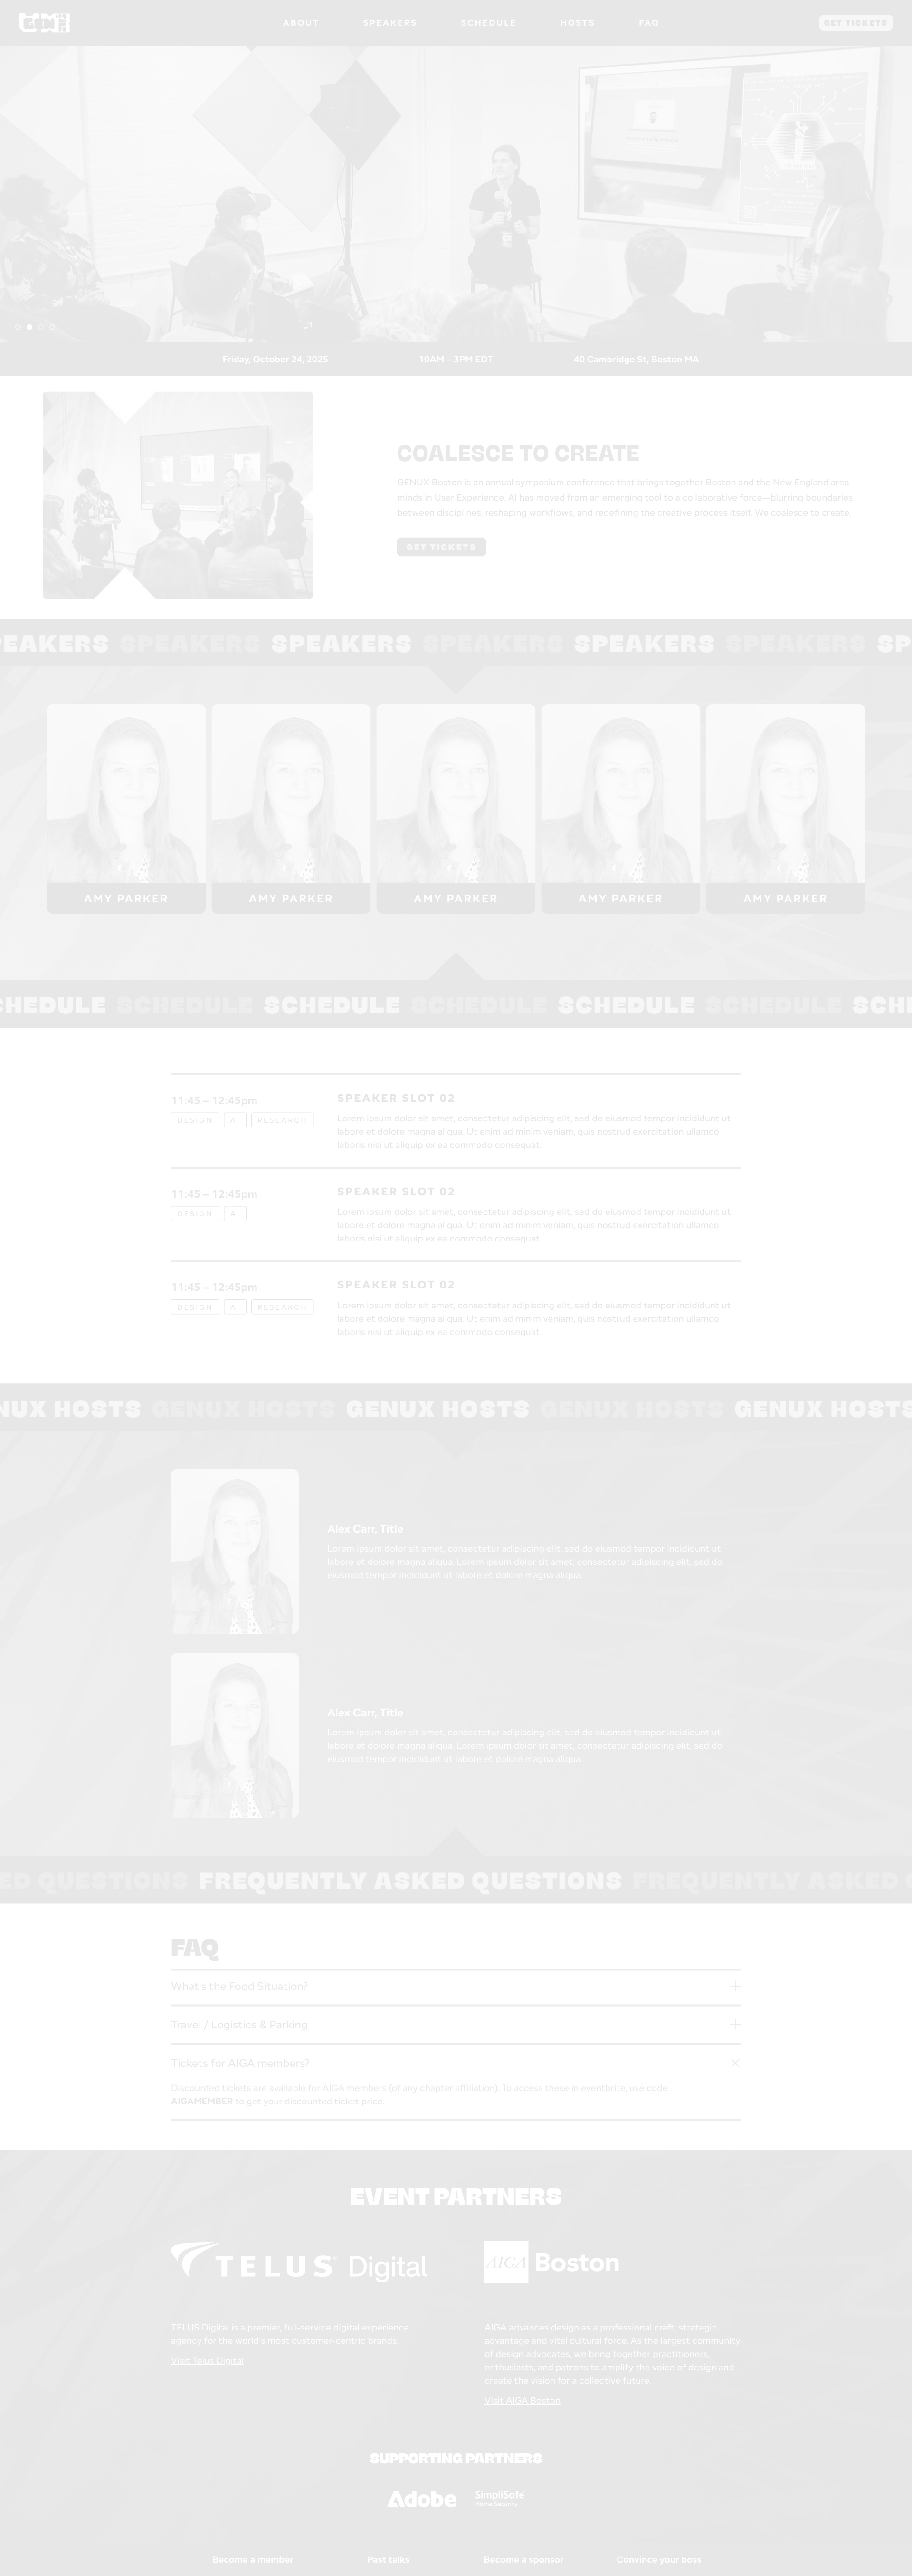 ABOUT SPEAKERS SCHEDULE HOSTS FAQ GET TICKETS
Friday, October 24, 2025 10AM – 3PM EDT 40 Cambridge St, Boston MA
COALESCE TO CREATE
GENUX Boston is an annual symposium conference that brings together Boston and the New England area
minds in User Experience. AI has moved from an emerging tool to a collaborative force—blurring boundaries
between disciplines, reshaping workflows, and redefining the creative process itself. We coalesce to create.
GET TICKETS
PEAKERS SPEAKERS SPEAKERS SPEAKERS SPEAKERS SPEAKERS SP
AMY PARKER AMY PARKER AMY PARKER AMY PARKER AMY PARKER
CHEDULE SCHEDULE SCHEDULE SCHEDULE SCHEDULE SCHEDULE SCHE
11:45 – 12:45pm
DESIGN AI RESEARCH
SPEAKER SLOT 02
Lorem ipsum dolor sit amet, consectetur adipiscing elit, sed do eiusmod tempor incididunt ut
labore et dolore magna aliqua. Ut enim ad minim veniam, quis nostrud exercitation ullamco
laboris nisi ut aliquip ex ea commodo consequat.
11:45 – 12:45pm
DESIGN AI
SPEAKER SLOT 02
Lorem ipsum dolor sit amet, consectetur adipiscing elit, sed do eiusmod tempor incididunt ut
labore et dolore magna aliqua. Ut enim ad minim veniam, quis nostrud exercitation ullamco
laboris nisi ut aliquip ex ea commodo consequat.
11:45 – 12:45pm
DESIGN AI RESEARCH
SPEAKER SLOT 02
Lorem ipsum dolor sit amet, consectetur adipiscing elit, sed do eiusmod tempor incididunt ut
labore et dolore magna aliqua. Ut enim ad minim veniam, quis nostrud exercitation ullamco
laboris nisi ut aliquip ex ea commodo consequat.
NUX HOSTS GENUX HOSTS GENUX HOSTS GENUX HOSTS GENUX HOSTS
Alex Carr, Title
Lorem ipsum dolor sit amet, consectetur adipiscing elit, sed do eiusmod tempor incididunt ut
labore et dolore magna aliqua. Lorem ipsum dolor sit amet, consectetur adipiscing elit, sed do
eiusmod tempor incididunt ut labore et dolore magna aliqua.
Alex Carr, Title
Lorem ipsum dolor sit amet, consectetur adipiscing elit, sed do eiusmod tempor incididunt ut
labore et dolore magna aliqua. Lorem ipsum dolor sit amet, consectetur adipiscing elit, sed do
eiusmod tempor incididunt ut labore et dolore magna aliqua.
ED QUESTIONS FREQUENTLY ASKED QUESTIONS FREQUENTLY ASKED
FAQ
What's the Food Situation?
Travel / Logistics & Parking
Tickets for AIGA members?
Discounted tickets are available for AIGA members (of any chapter affiliation). To access these in eventbrite, use code
AIGAMEMBER to get your discounted ticket price.
EVENT PARTNERS
TELUS Digital
TELUS Digital is a premier, full-service digital experience
agency for the world's most customer-centric brands.
Visit Telus Digital
AIGA Boston
AIGA advances design as a professional craft, strategic
advantage and vital cultural force. As the largest community
of design advocates, we bring together practitioners,
enthusiasts, and patrons to amplify the voice of design and
create the vision for a collective future.
Visit AIGA Boston
SUPPORTING PARTNERS
Adobe SimpliSafe
Home Security
Become a member Past talks Become a sponsor Convince your boss